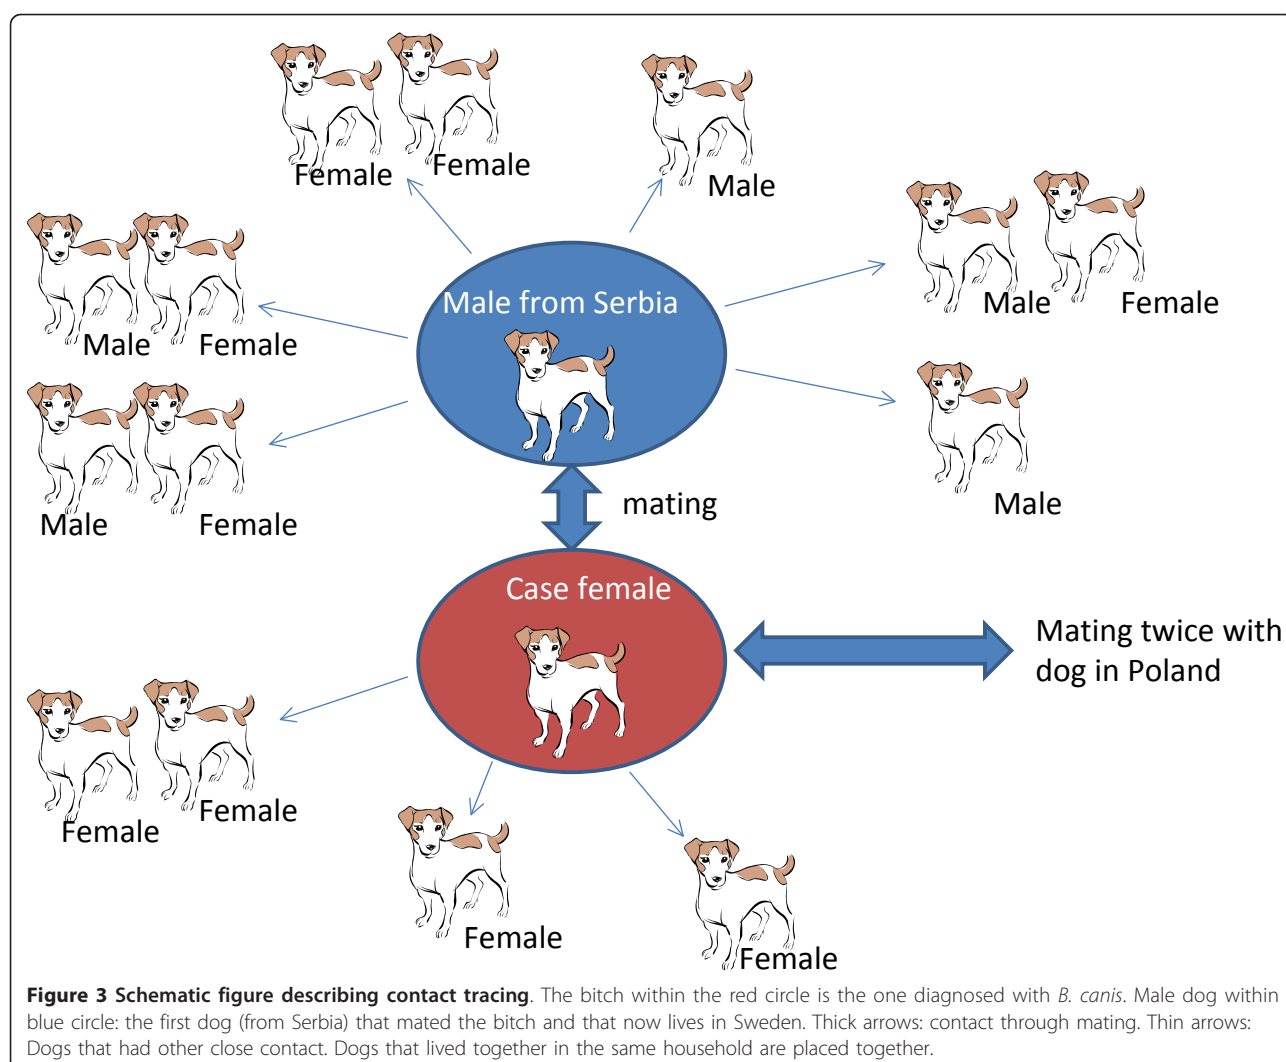 Female
Female
Male
Male
Female
Male from Serbia
Male
Female
Male
Male
Female
mating
Case female
Mating twice with
dog in Poland
Female
Female
Female
Female
Figure 3 Schematic figure describing contact tracing. The bitch within the red circle is the one diagnosed with B. canis. Male dog within
blue circle: the first dog (from Serbia) that mated the bitch and that now lives in Sweden. Thick arrows: contact through mating. Thin arrows:
Dogs that had other close contact. Dogs that lived together in the same household are placed together.